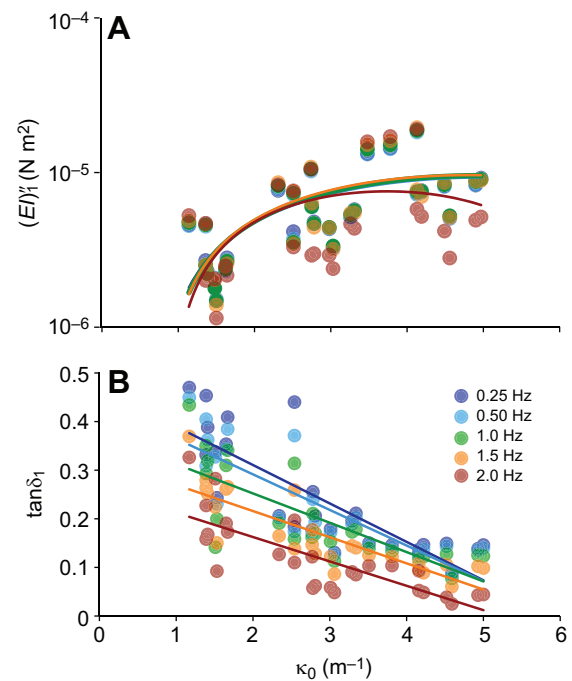 A
10⁻⁴
10⁻⁵
10⁻⁶
(EI)″₁ (N m²)
B
0.5
0.4
0.3
0.2
0.1
0
tanδ₁
0.25 Hz
0.50 Hz
1.0 Hz
1.5 Hz
2.0 Hz
0 1 2 3 4 5 6
κ₀ (m⁻¹)